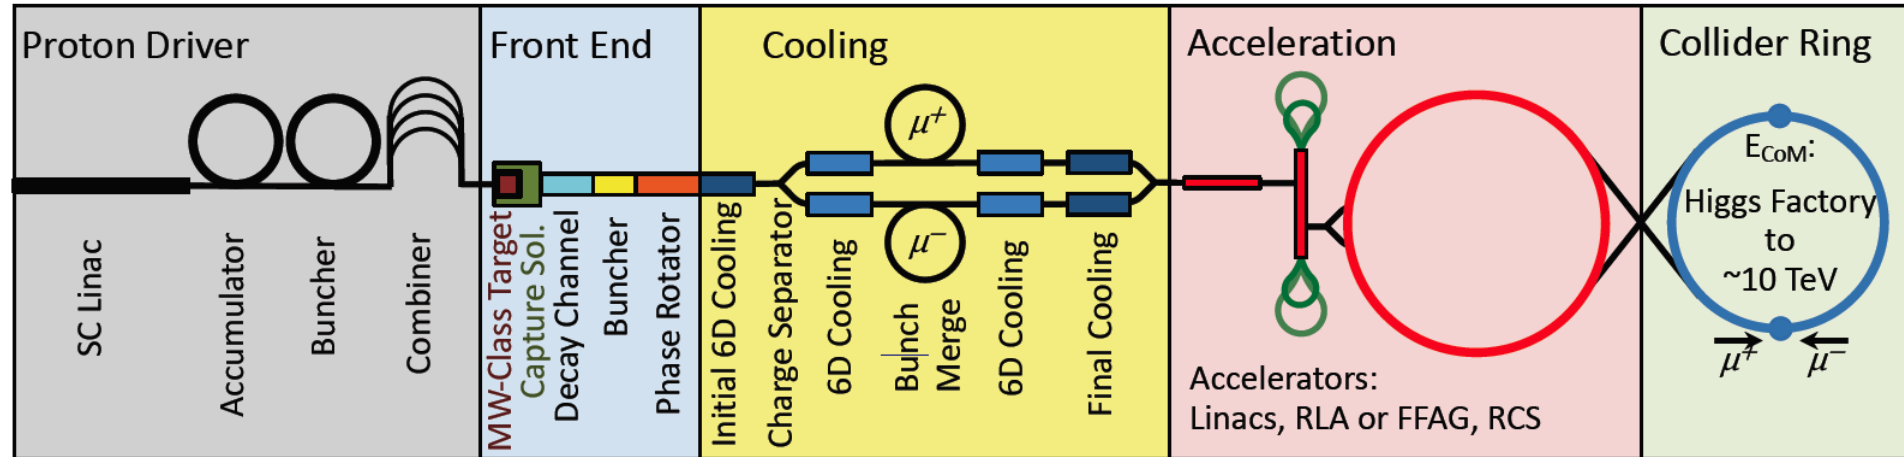 Proton Driver
SC Linac
Accumulator
Buncher
Combiner
Front End
MW-Class Target
Capture Sol.
Decay Channel
Buncher
Phase Rotator
Cooling
μ+
μ−
Initial 6D Cooling
Charge Separator
6D Cooling
Bunch
Merge
6D Cooling
Final Cooling
Acceleration
Accelerators:
Linacs, RLA or FFAG, RCS
Collider Ring
ECoM:
Higgs Factory
to
~10 TeV
μ+ μ−